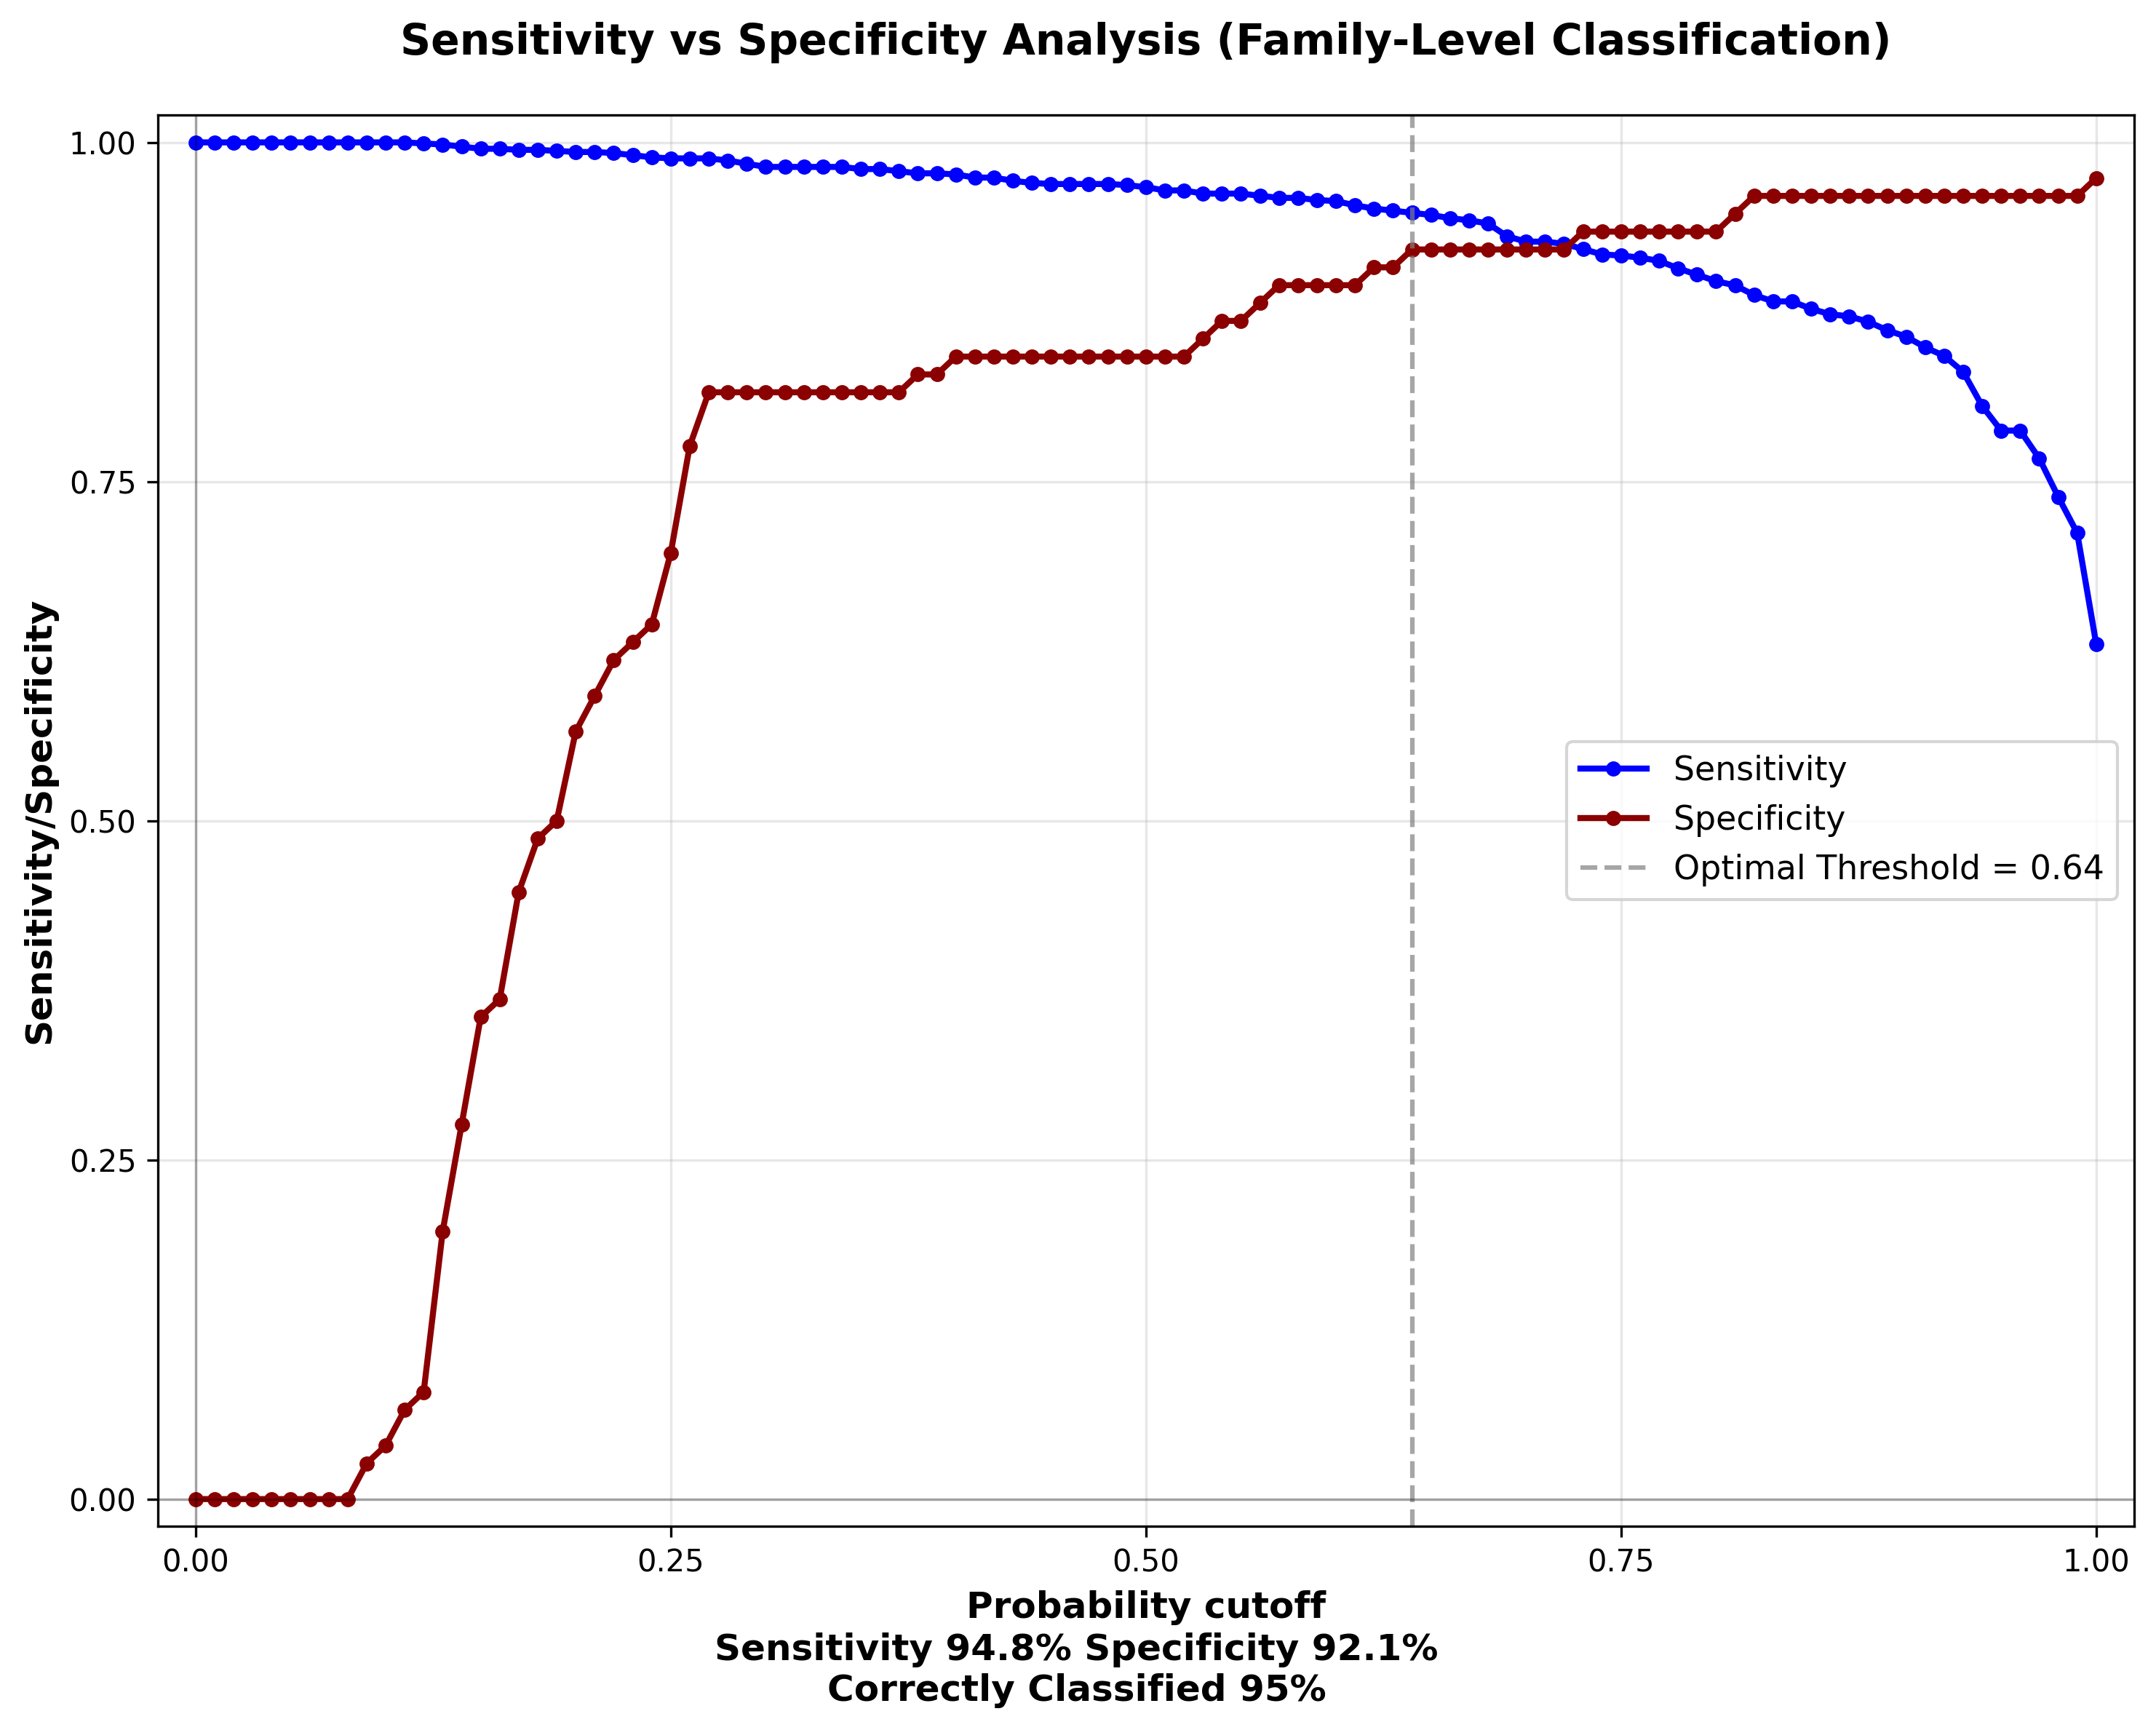 Sensitivity vs Specificity Analysis (Family-Level Classification)
Sensitivity/Specificity
1.00
0.75
0.50
0.25
0.00
Sensitivity
Specificity
Optimal Threshold = 0.64
0.00 0.25 0.50 0.75 1.00
Probability cutoff
Sensitivity 94.8% Specificity 92.1%
Correctly Classified 95%